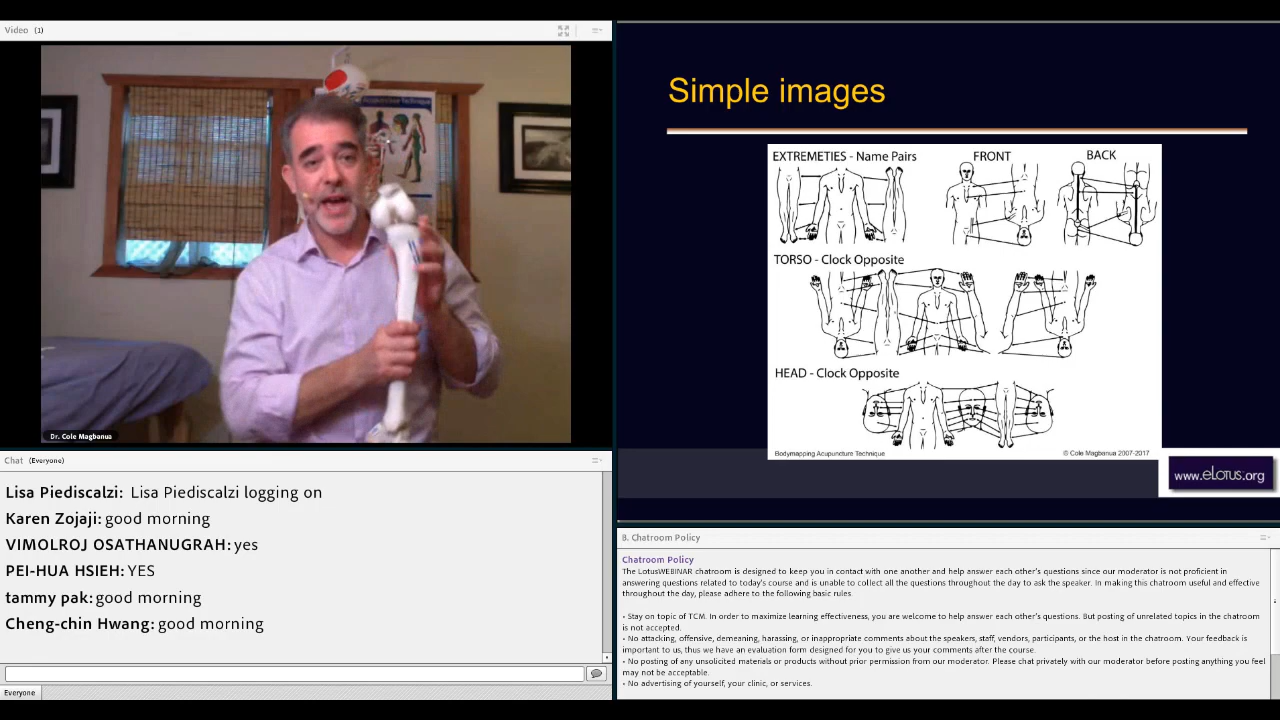 Video (1)
Acupuncture Technique
Dr. Cole Magbanua
Simple images
EXTREMETIES - Name Pairs
FRONT
BACK
TORSO - Clock Opposite
HEAD - Clock Opposite
Bodymapping Acupuncture Technique
© Cole Magbanua 2007-2017
www.eLOTUS.org
Chat (Everyone)
Lisa Piediscalzi: Lisa Piediscalzi logging on
Karen Zojaji: good morning
VIMOLROJ OSATHANUGRAH: yes
PEI-HUA HSIEH: YES
tammy pak: good morning
Cheng-chin Hwang: good morning
Everyone
B. Chatroom Policy
Chatroom Policy
The LotusWEBINAR chatroom is designed to keep you in contact with one another and help answer each other's questions since our moderator is not proficient in
answering questions related to today's course and is unable to collect all the questions throughout the day to ask the speaker. In making this chatroom useful and effective
throughout the day, please adhere to the following basic rules.
• Stay on topic of TCM. In order to maximize learning effectiveness, you are welcome to help answer each other's questions. But posting of unrelated topics in the chatroom
is not accepted.
• No attacking, offensive, demeaning, harassing, or inappropriate comments about the speakers, staff, vendors, participants, or the host in the chatroom. Your feedback is
important to us, thus we have an evaluation form designed for you to give us your comments after the course.
• No posting of any unsolicited materials or products without prior permission from our moderator. Please chat privately with our moderator before posting anything you feel
may not be acceptable.
• No advertising of yourself, your clinic, or services.